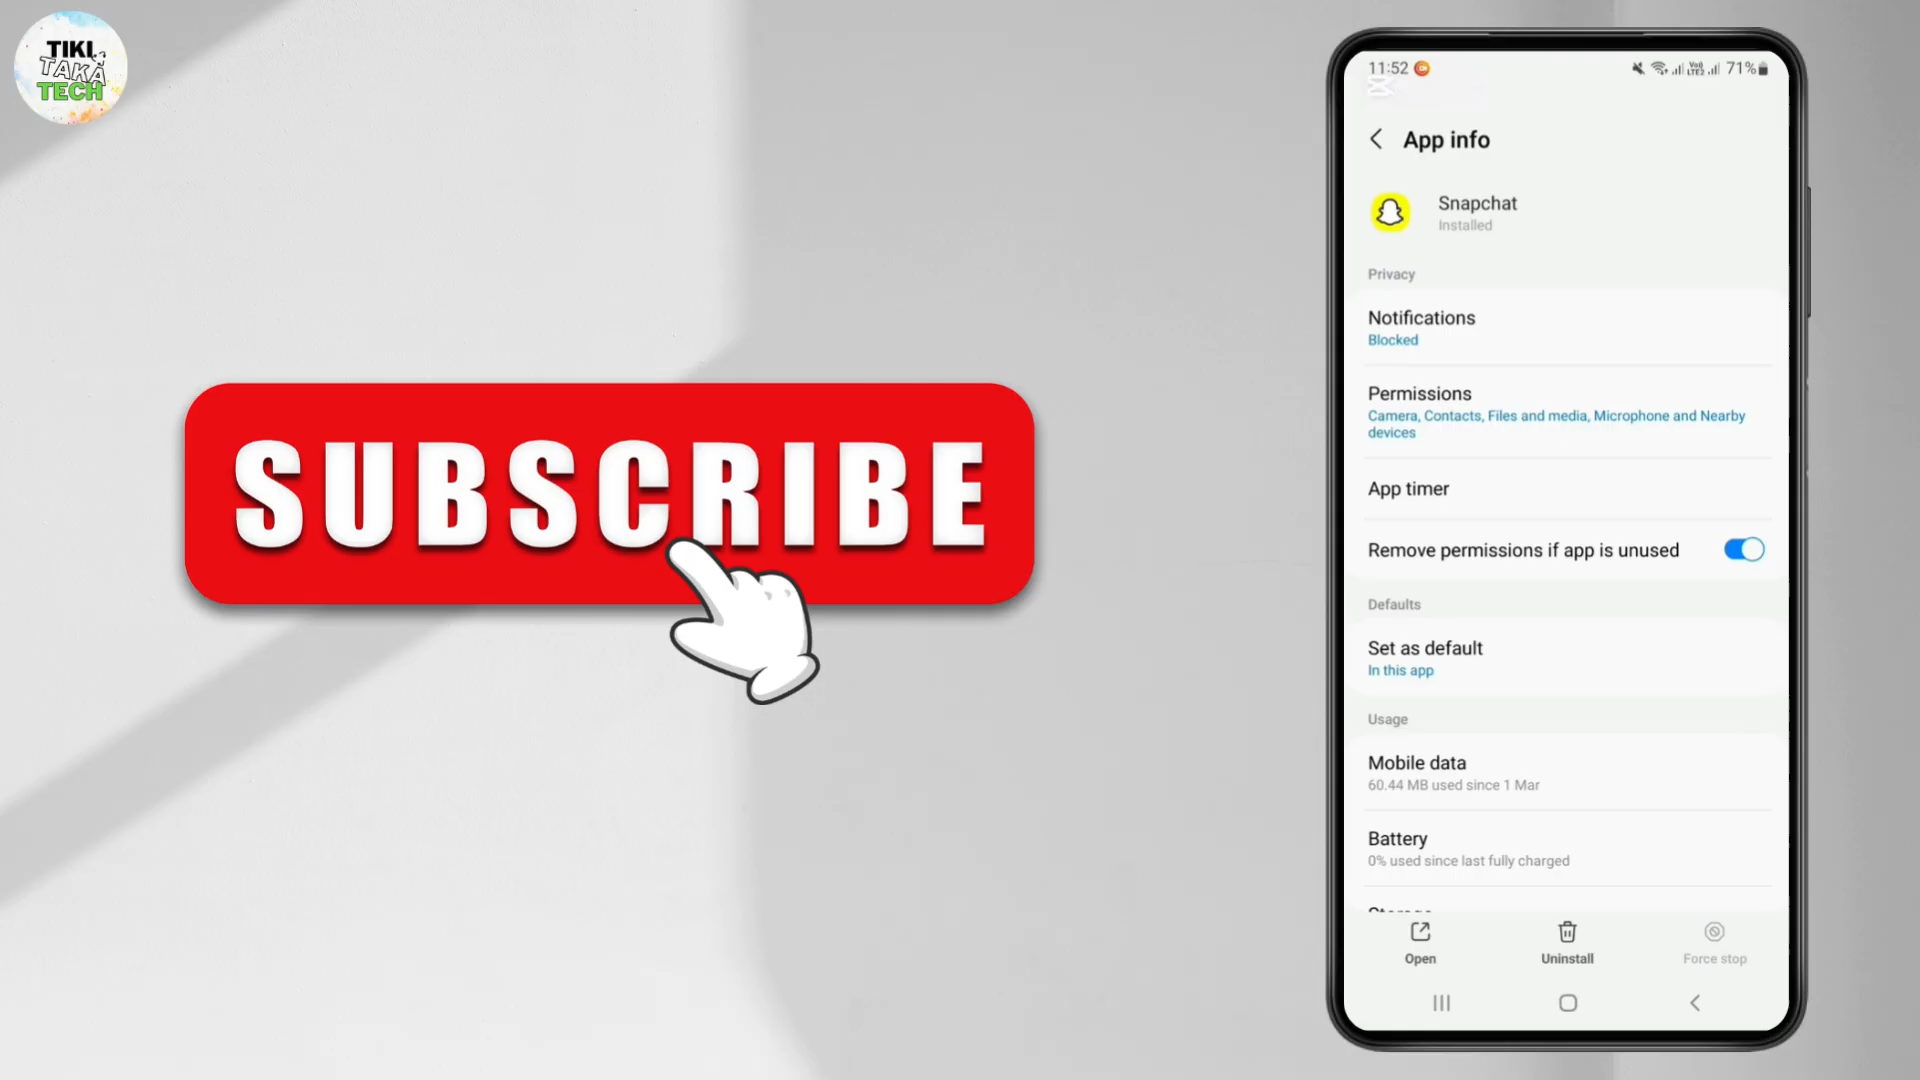 TIKI
TAKA
TECH
SUBSCRIBE
11:52
Vo))
LTE2
71%
App info
Snapchat
Installed
Privacy
Notifications
Blocked
Permissions
Camera, Contacts, Files and media, Microphone and Nearby
devices
App timer
Remove permissions if app is unused
Defaults
Set as default
In this app
Usage
Mobile data
60.44 MB used since 1 Mar
Battery
0% used since last fully charged
Storage
Open
Uninstall
Force stop